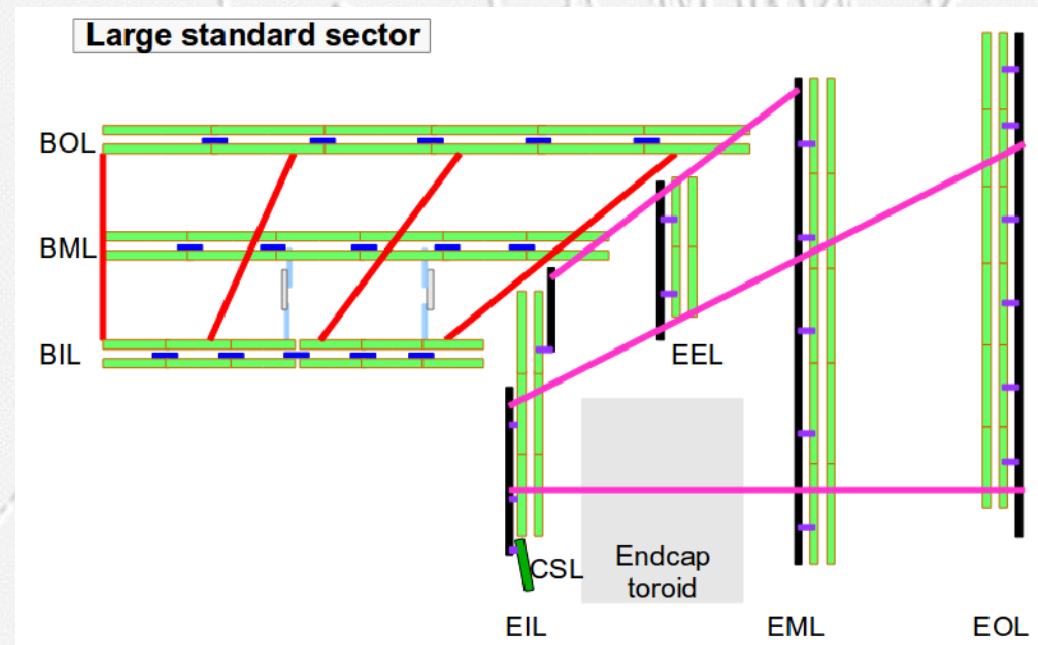 Large standard sector
BOL
BML
BIL
EEL
CSL
Endcap
toroid
EIL
EML
EOL